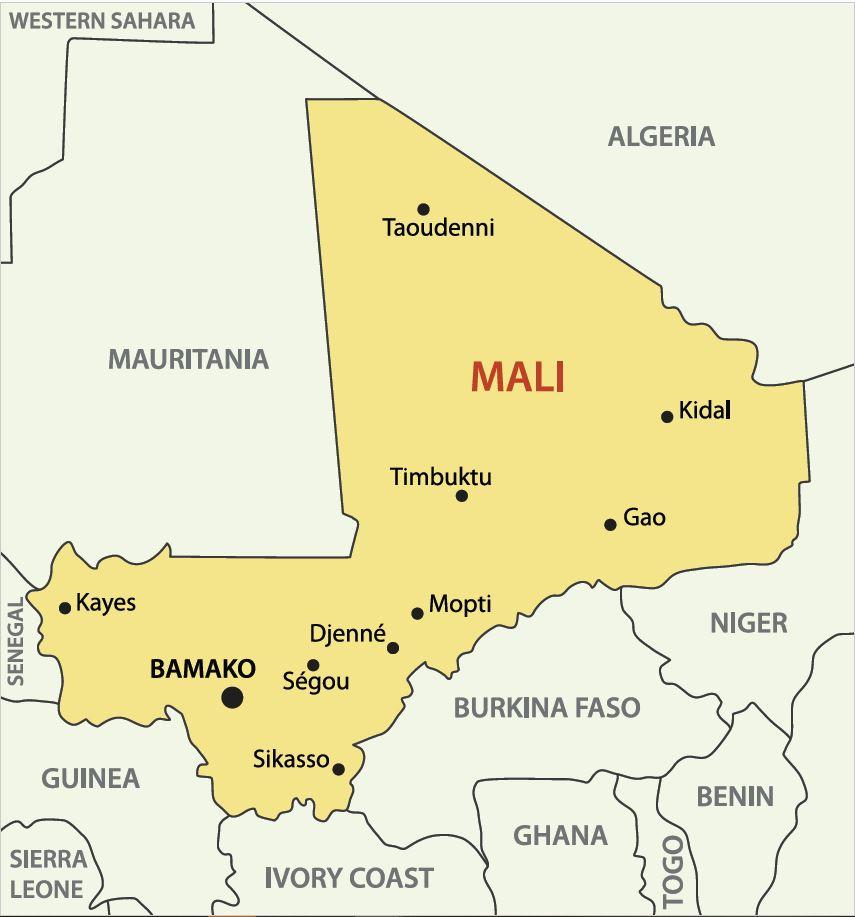 WESTERN SAHARA
ALGERIA
Taoudenni
MAURITANIA
MALI
Kidal
Timbuktu
Gao
Kayes
Mopti
SENEGAL
Djenné
NIGER
BAMAKO
Ségou
BURKINA FASO
Sikasso
GUINEA
BENIN
GHANA
SIERRA
LEONE
IVORY COAST
TOGO